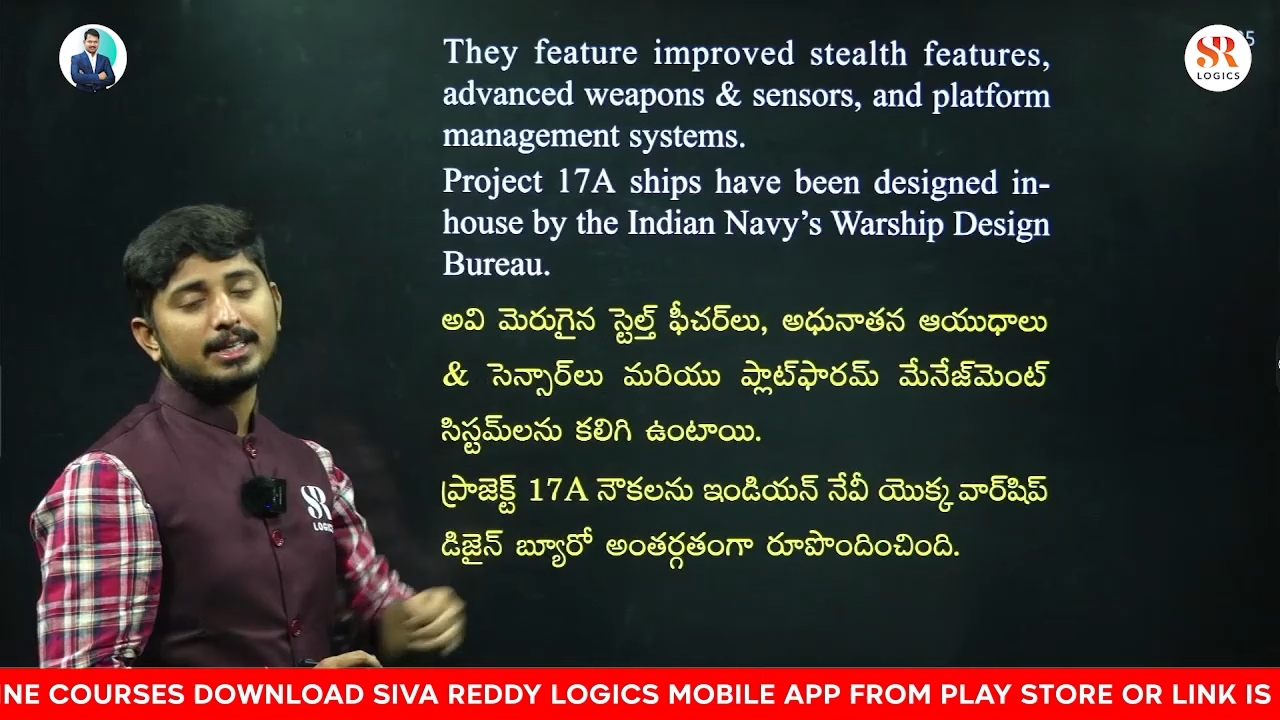 They feature improved stealth features,
advanced weapons & sensors, and platform
management systems.
Project 17A ships have been designed in-
house by the Indian Navy’s Warship Design
Bureau.
అవి మెరుగైన స్టెల్త్ ఫీచర్‌లు, అధునాతన ఆయుధాలు
& సెన్సార్‌లు మరియు ప్లాట్‌ఫారమ్ మేనేజ్‌మెంట్
సిస్టమ్‌లను కలిగి ఉంటాయి.
ప్రాజెక్ట్ 17A నౌకలను ఇండియన్ నేవీ యొక్క వార్‌షిప్
డిజైన్ బ్యూరో అంతర్గతంగా రూపొందించింది.
SR
LOGICS
SR
LOGICS
INE COURSES DOWNLOAD SIVA REDDY LOGICS MOBILE APP FROM PLAY STORE OR LINK IS